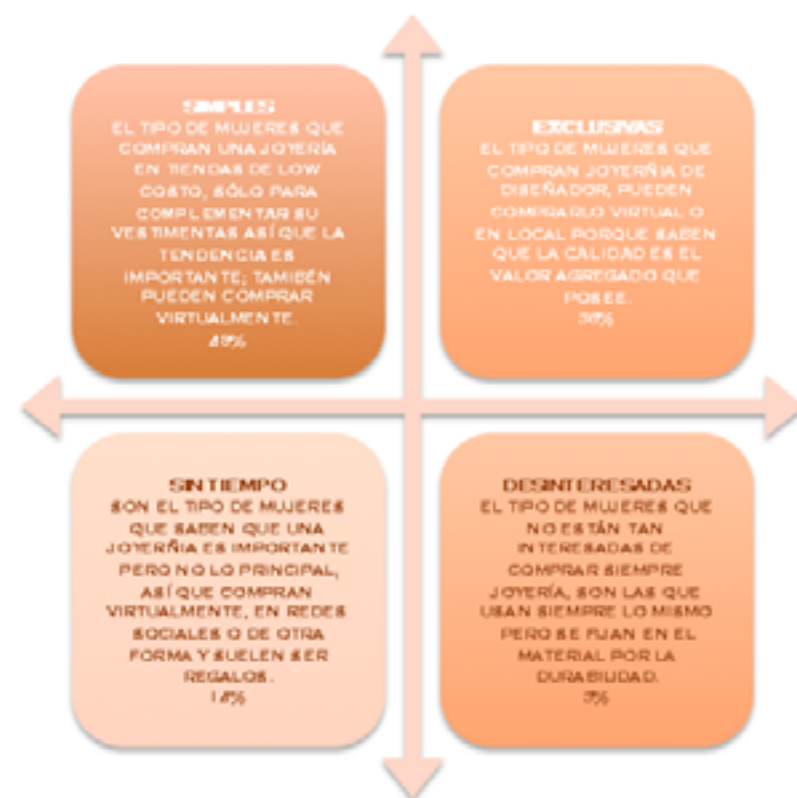 SIMPLES
EL TIPO DE MUJERES QUE
COMPRAN UNA JOYERÍA
EN TIENDAS DE LOW
COSTO, SÓLO PARA
COMPLEMENTAR SU
VESTIMENTAS ASÍ QUE LA
TENDENCIA ES
IMPORTANTE; TAMIBÉN
PUEDEN COMPRAR
VIRTUALMENTE.
EXCLUSIVAS
EL TIPO DE MUJERES QUE
COMPRAN JOYERÑIA DE
DISEÑADOR, PUEDEN
COMPRARLO VIRTUAL O
EN LOCAL PORQUE SABEN
QUE LA CALIDAD ES EL
VALOR AGREGADO QUE
POSEE.
SIN TIEMPO
SON EL TIPO DE MUJERES
QUE SABEN QUE UNA
JOYERÑIA ES IMPORTANTE
PERO NO LO PRINCIPAL,
ASÍ QUE COMPRAN
VIRTUALMENTE, EN REDES
SOCIALES O DE OTRA
FORMA Y SUELEN SER
REGALOS.
DESINTERESADAS
EL TIPO DE MUJERES QUE
NO ESTÁN TAN
INTERESADAS DE
COMPRAR SIEMPRE
JOYERÍA, SON LAS QUE
USAN SIEMPRE LO MISMO
PERO SE FIJAN EN EL
MATERIAL POR LA
DURABILIDAD.